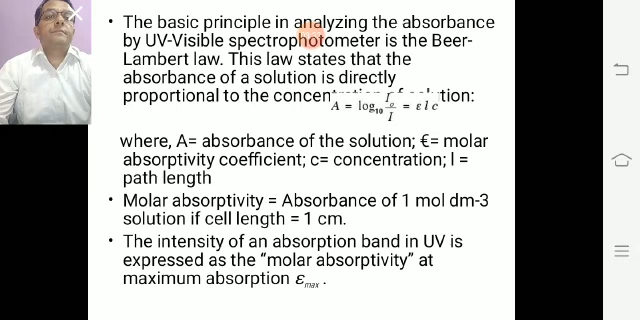 • The basic principle in analyzing the absorbance
by UV-Visible spectrophotometer is the Beer-
Lambert law. This law states that the
absorbance of a solution is directly
proportional to the tion:
A = log₁₀ I₀/I = ε l c
where, A= absorbance of the solution; €= molar
absorptivity coefficient; c= concentration; l =
path length
• Molar absorptivity = Absorbance of 1 mol dm-3
solution if cell length = 1 cm.
• The intensity of an absorption band in UV is
expressed as the “molar absorptivity” at
maximum absorption εmax .